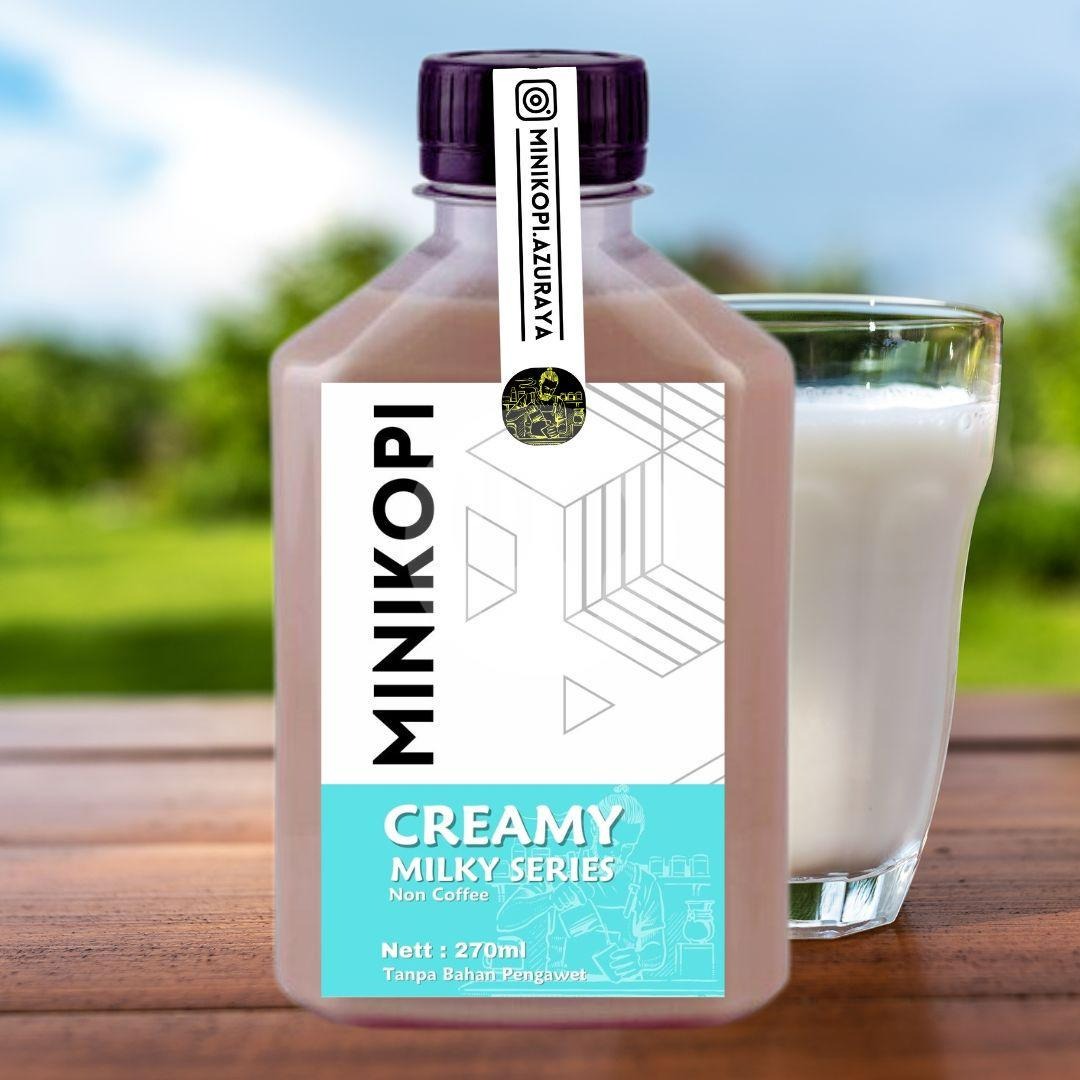 MINIKOPI.AZURAYA
MINIKOPI
CREAMY
MILKY SERIES
Non Coffee
Nett : 270ml
Tanpa Bahan Pengawet